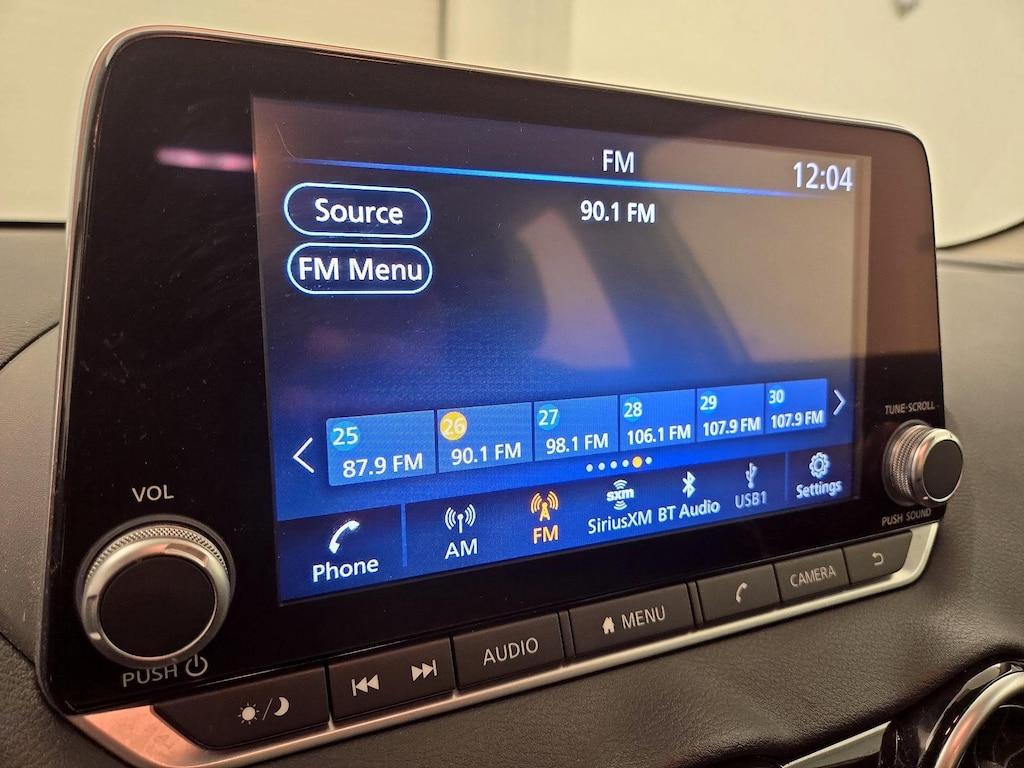 FM
12:04
Source
90.1 FM
FM Menu
25
87.9 FM
26
90.1 FM
27
98.1 FM
28
106.1 FM
29
107.9 FM
30
107.9 FM
TUNE·SCROLL
PUSH SOUND
VOL
PUSH
Phone
AM
FM
sxm
SiriusXM
BT Audio
USB1
Settings
AUDIO
MENU
CAMERA